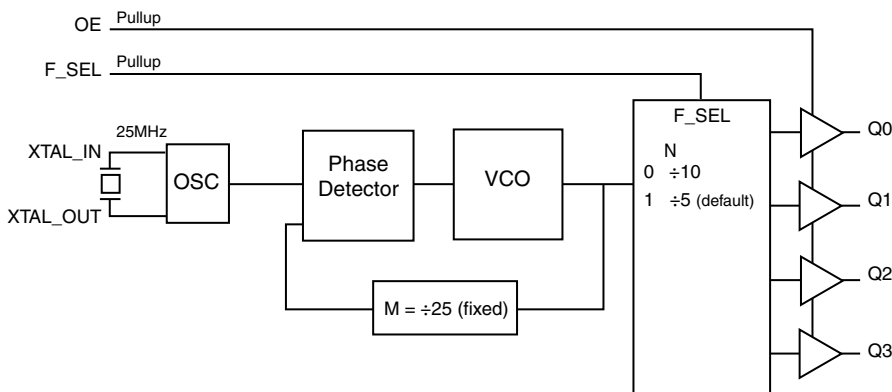 OE Pullup
F_SEL Pullup
25MHz
XTAL_IN
XTAL_OUT
OSC
Phase
Detector
VCO
M = ÷25 (fixed)
F_SEL
N
0 ÷10
1 ÷5 (default)
Q0
Q1
Q2
Q3